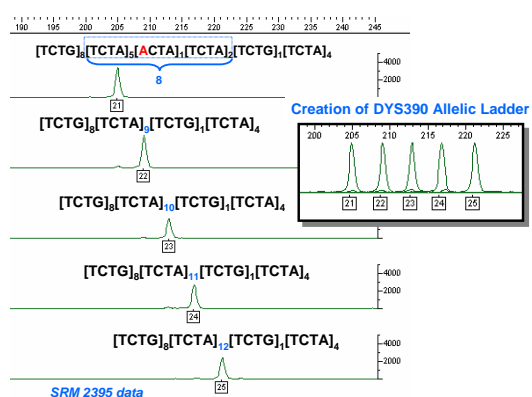 190 195 200 205 210 215 220 225 230 235 240 245
[TCTG]8[TCTA]5[ACTA]1[TCTA]2[TCTG]1[TCTA]4
8
4000
2000
21
Creation of DYS390 Allelic Ladder
200 205 210 215 220 225
21 22 23 24 25
[TCTG]8[TCTA]9[TCTG]1[TCTA]4
22
[TCTG]8[TCTA]10[TCTG]1[TCTA]4
23
[TCTG]8[TCTA]11[TCTG]1[TCTA]4
4000
2000
24
[TCTG]8[TCTA]12[TCTG]1[TCTA]4
4000
2000
25
SRM 2395 data